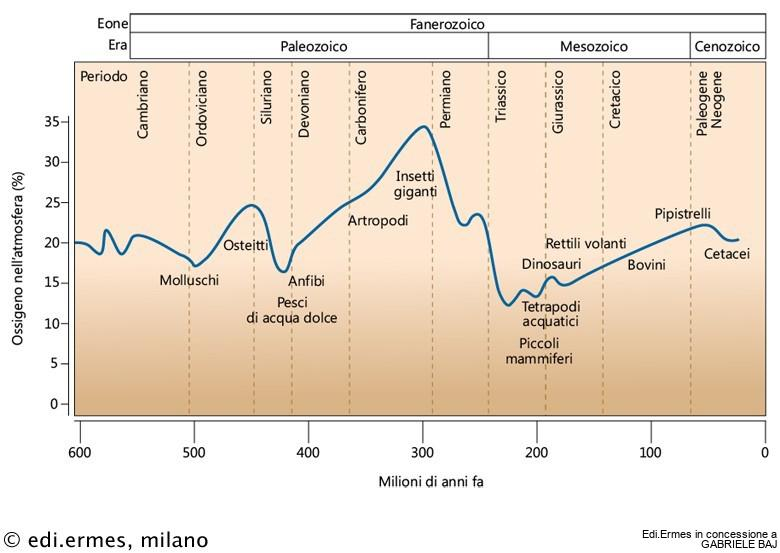 Eone
Fanerozoico
Era
Paleozoico
Mesozoico
Cenozoico
Periodo
Cambriano
Ordoviciano
Siluriano
Devoniano
Carbonifero
Permiano
Triassico
Giurassico
Cretacico
Paleogene
Neogene
Ossigeno nell'atmosfera (%)
35
30
25
20
15
10
5
0
Molluschi
Osteitti
Anfibi
Pesci
di acqua dolce
Artropodi
Insetti
giganti
Rettili volanti
Dinosauri
Tetrapodi
acquatici
Piccoli
mammiferi
Bovini
Pipistrelli
Cetacei
600
500
400
300
200
100
0
Milioni di anni fa
© edi.ermes, milano
Edi.Ermes in concessione a
GABRIELE BAJ